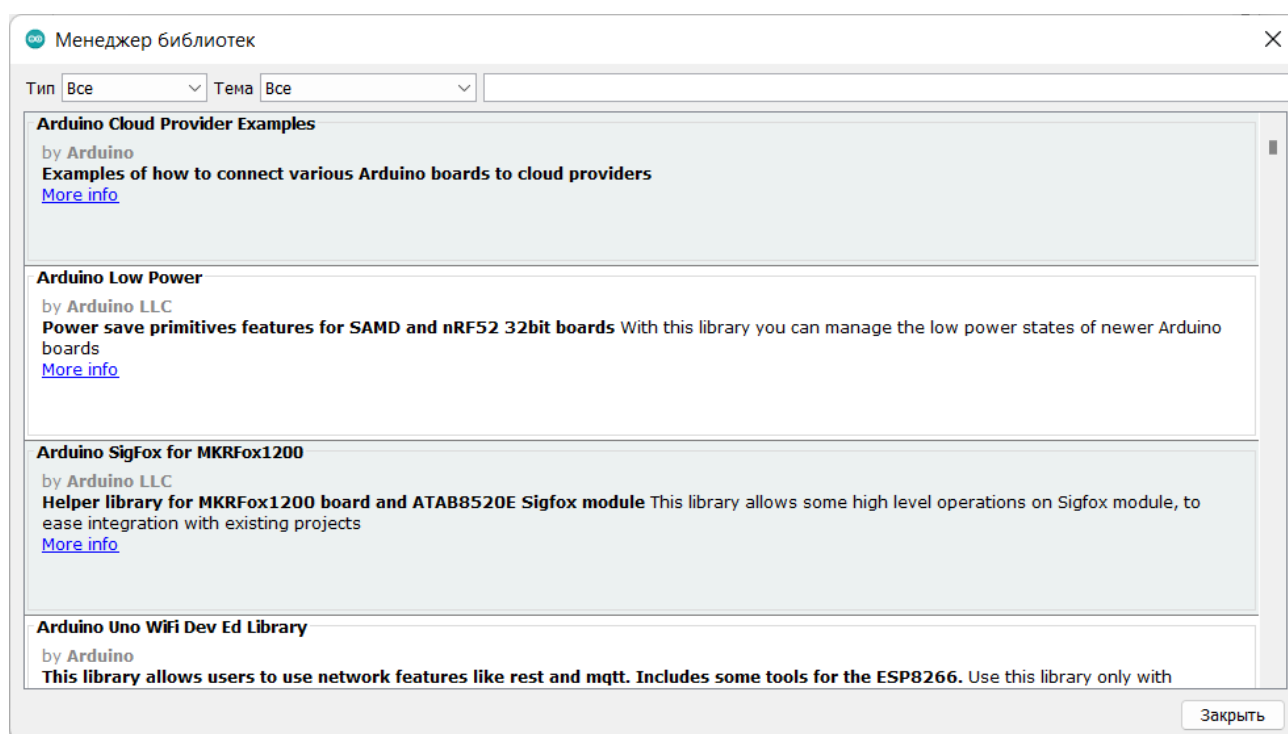 Менеджер библиотек
Тип Все Тема Все
Arduino Cloud Provider Examples
by Arduino
Examples of how to connect various Arduino boards to cloud providers
More info
Arduino Low Power
by Arduino LLC
Power save primitives features for SAMD and nRF52 32bit boards With this library you can manage the low power states of newer Arduino
boards
More info
Arduino SigFox for MKRFox1200
by Arduino LLC
Helper library for MKRFox1200 board and ATAB8520E Sigfox module This library allows some high level operations on Sigfox module, to
ease integration with existing projects
More info
Arduino Uno WiFi Dev Ed Library
by Arduino
This library allows users to use network features like rest and mqtt. Includes some tools for the ESP8266. Use this library only with
Закрыть